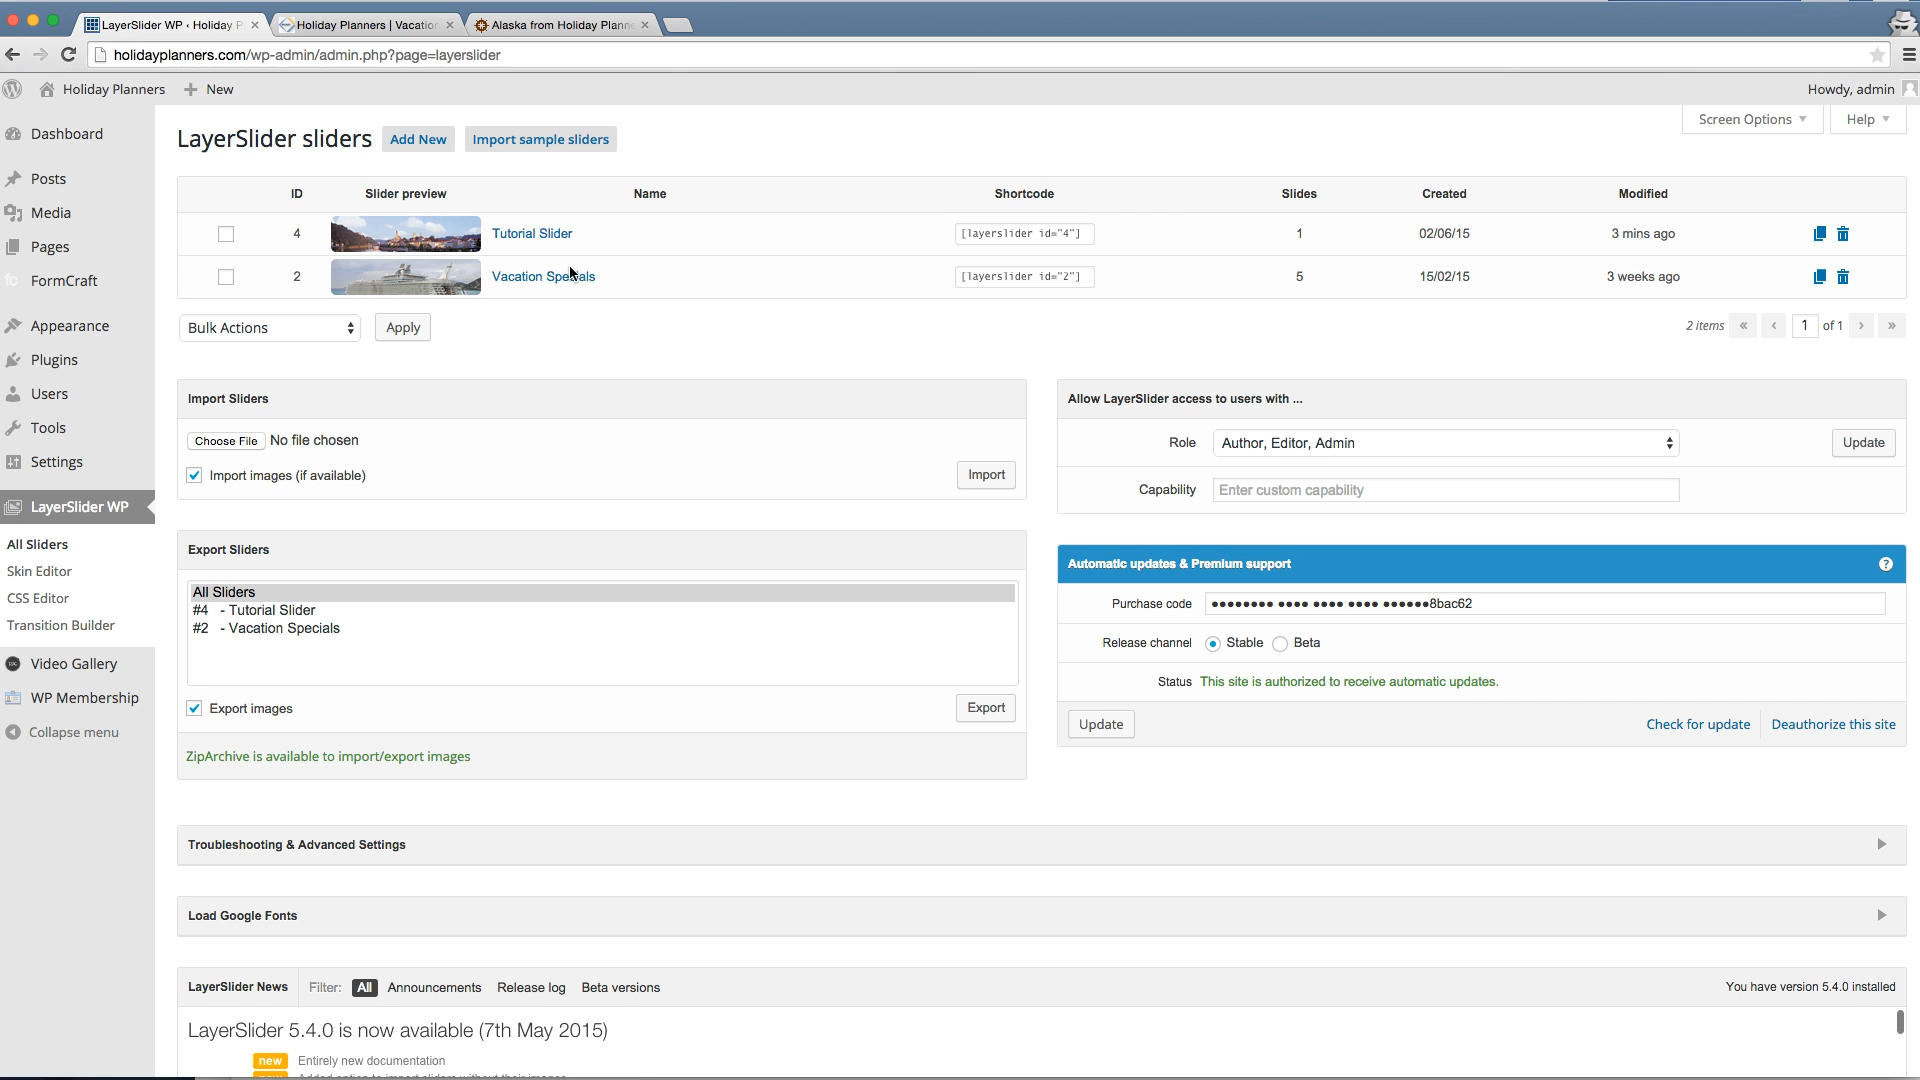 LayerSlider WP ‹ Holiday P
Holiday Planners | Vacation
Alaska from Holiday Planne
holidayplanners.com/wp-admin/admin.php?page=layerslider
Holiday Planners
New
Howdy, admin
Dashboard
Posts
Media
Pages
FormCraft
Appearance
Plugins
Users
Tools
Settings
LayerSlider WP
All Sliders
Skin Editor
CSS Editor
Transition Builder
Video Gallery
WP Membership
Collapse menu
Screen Options
Help
LayerSlider sliders
Add New
Import sample sliders
ID Slider preview Name Shortcode Slides Created Modified
4 Tutorial Slider [layerslider id="4"] 1 02/06/15 3 mins ago
2 Vacation Specials [layerslider id="2"] 5 15/02/15 3 weeks ago
Bulk Actions
Apply
2 items « ‹ 1 of 1 › »
Import Sliders
Choose File No file chosen
Import images (if available)
Import
Export Sliders
All Sliders
#4 - Tutorial Slider
#2 - Vacation Specials
Export images
Export
ZipArchive is available to import/export images
Allow LayerSlider access to users with ...
Role Author, Editor, Admin
Update
Capability Enter custom capability
Automatic updates & Premium support
?
Purchase code •••••••• •••• •••• •••• ••••••8bac62
Release channel Stable Beta
Status This site is authorized to receive automatic updates.
Update
Check for update
Deauthorize this site
Troubleshooting & Advanced Settings
Load Google Fonts
LayerSlider News Filter: All Announcements Release log Beta versions
You have version 5.4.0 installed
LayerSlider 5.4.0 is now available (7th May 2015)
new Entirely new documentation